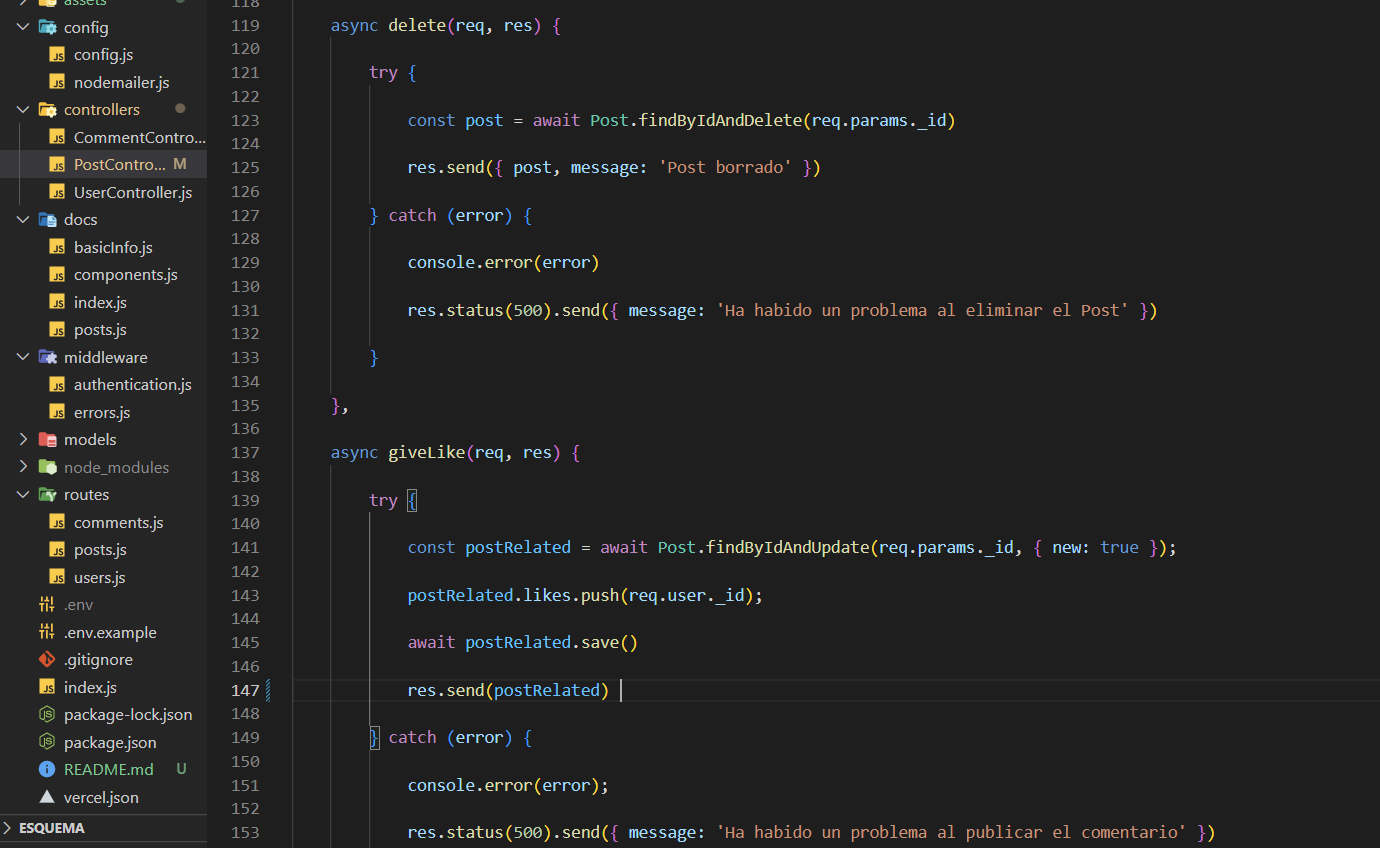 assets
config
config.js
nodemailer.js
controllers
CommentContro...
PostContro... M
UserController.js
docs
basicInfo.js
components.js
index.js
posts.js
middleware
authentication.js
errors.js
models
node_modules
routes
comments.js
posts.js
users.js
.env
.env.example
.gitignore
index.js
package-lock.json
package.json
README.md U
vercel.json
ESQUEMA
118
119 async delete(req, res) {
120
121 try {
122
123 const post = await Post.findByIdAndDelete(req.params._id)
124
125 res.send({ post, message: 'Post borrado' })
126
127 } catch (error) {
128
129 console.error(error)
130
131 res.status(500).send({ message: 'Ha habido un problema al eliminar el Post' })
132
133 }
134
135 },
136
137 async giveLike(req, res) {
138
139 try {
140
141 const postRelated = await Post.findByIdAndUpdate(req.params._id, { new: true });
142
143 postRelated.likes.push(req.user._id);
144
145 await postRelated.save()
146
147 res.send(postRelated)
148
149 } catch (error) {
150
151 console.error(error);
152
153 res.status(500).send({ message: 'Ha habido un problema al publicar el comentario' })